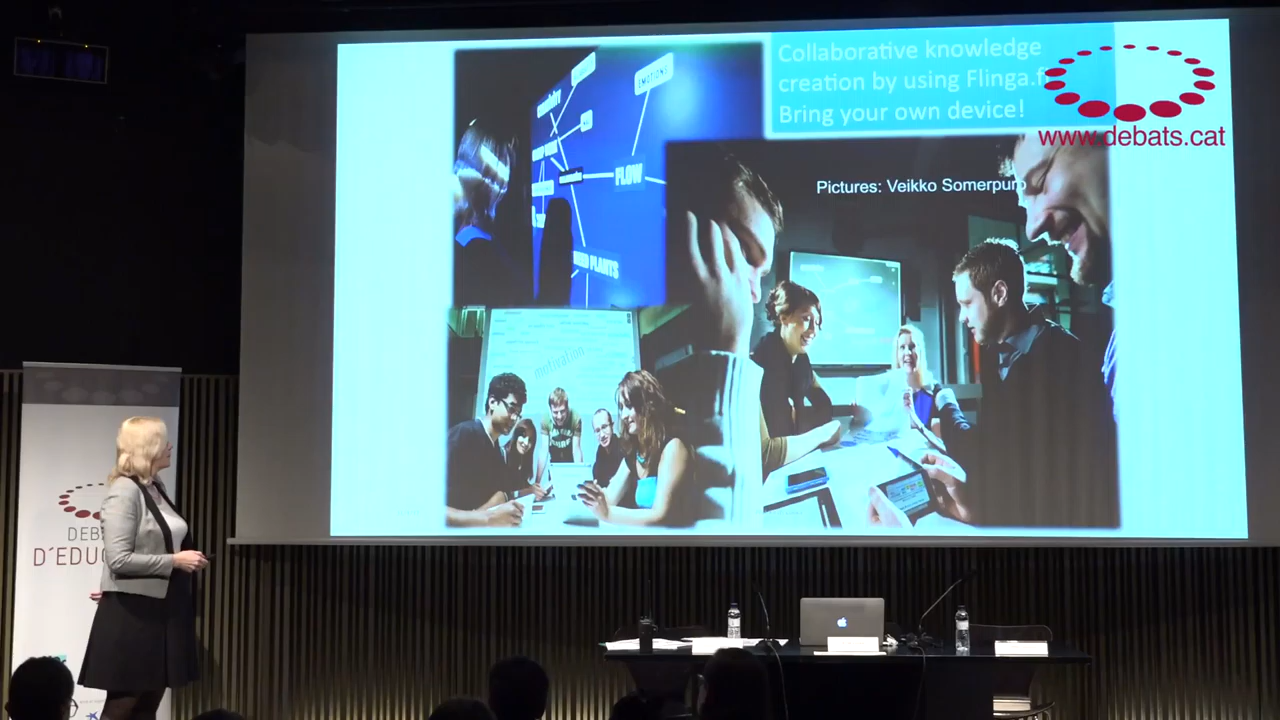 Collaborative knowledge
creation by using Flinga.fi
Bring your own device!
www.debats.cat
Pictures: Veikko Somerpuro
EMOTIONS
FLOW
motivation
D'EDUC